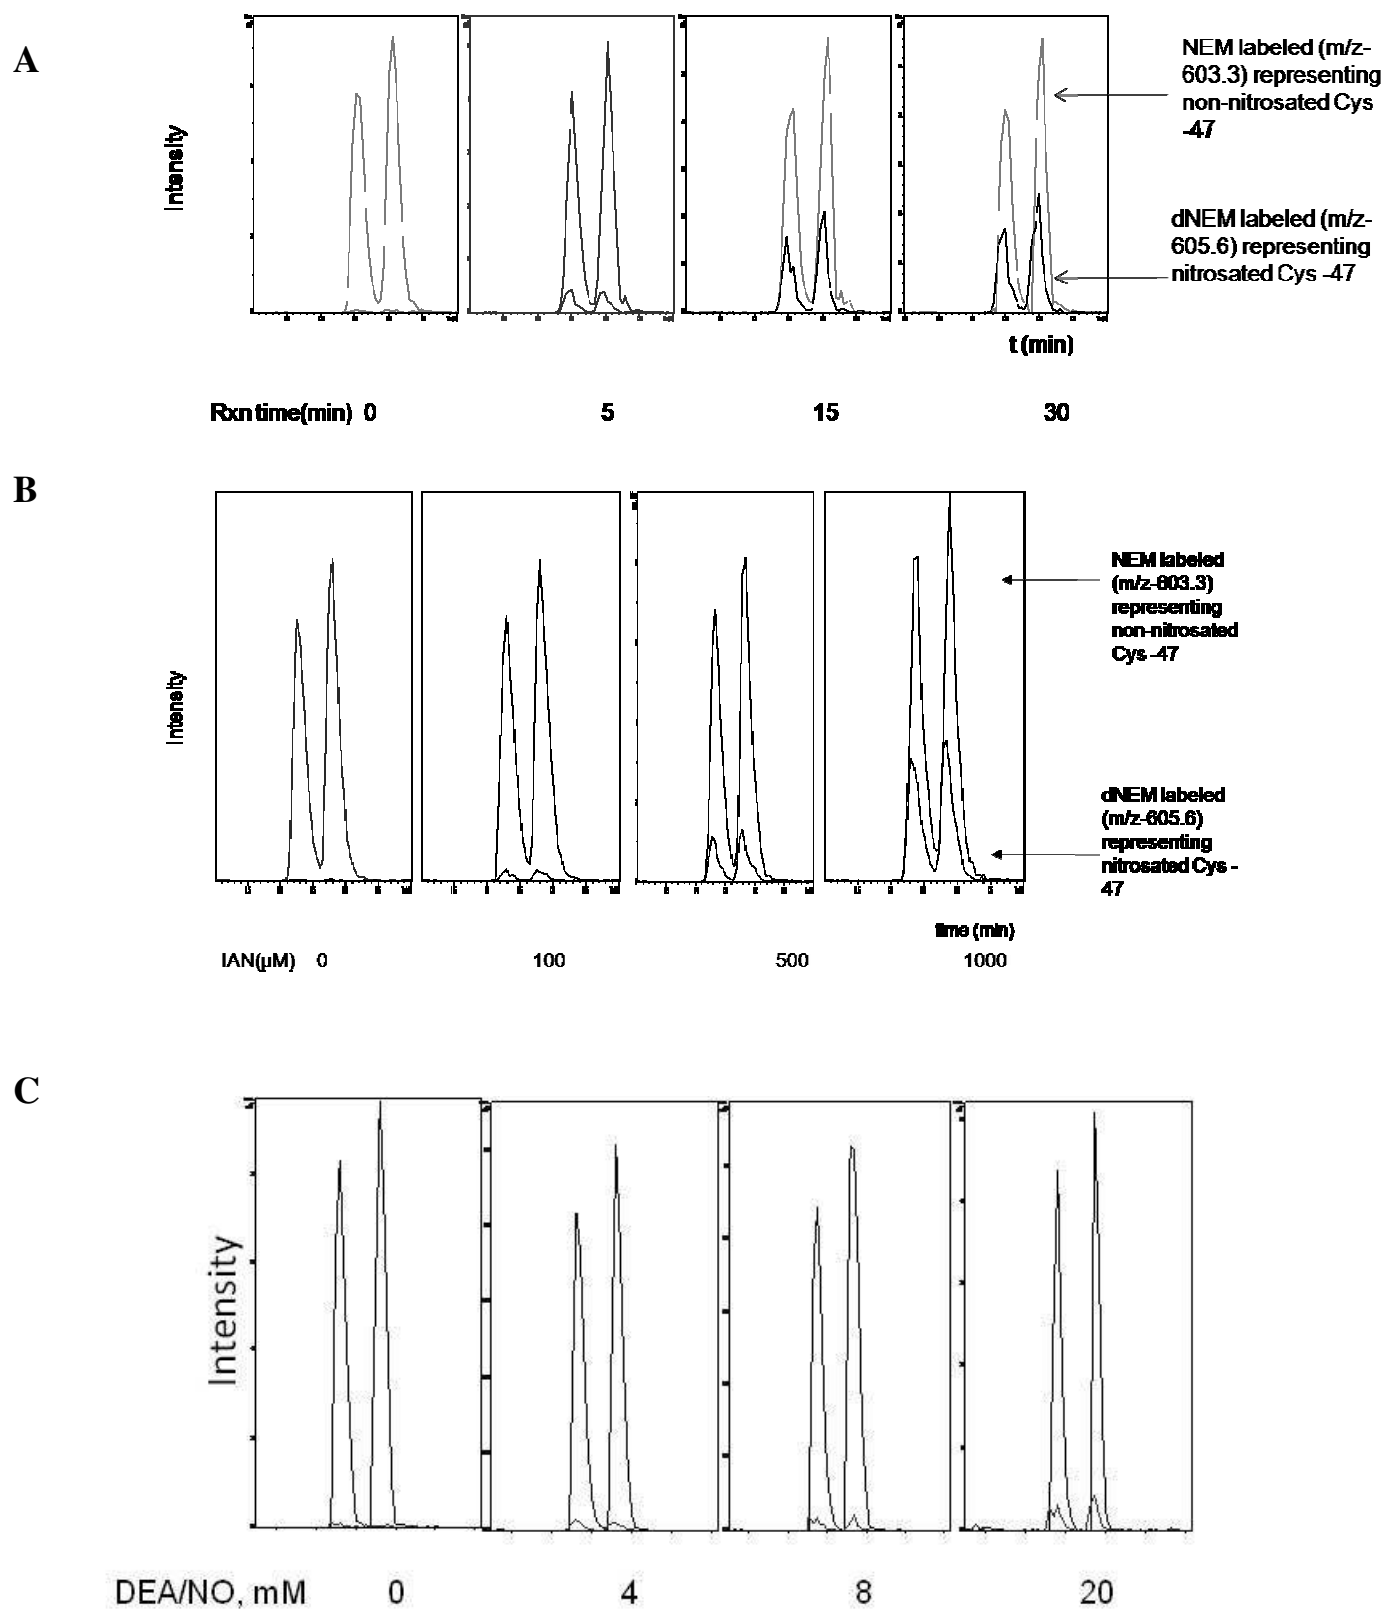 A
Intensity
NEM labeled (m/z-
603.3) representing
non-nitrosated Cys
-47
dNEM labeled (m/z-
605.6) representing
nitrosated Cys -47
t (min)
Rxn time(min) 0 5 15 30
B
Intensity
NEM labeled
(m/z-603.3)
representing
non-nitrosated
Cys -47
dNEM labeled
(m/z-605.6)
representing
nitrosated Cys -
47
time (min)
IAN(µM) 0 100 500 1000
C
Intensity
DEA/NO, mM 0 4 8 20